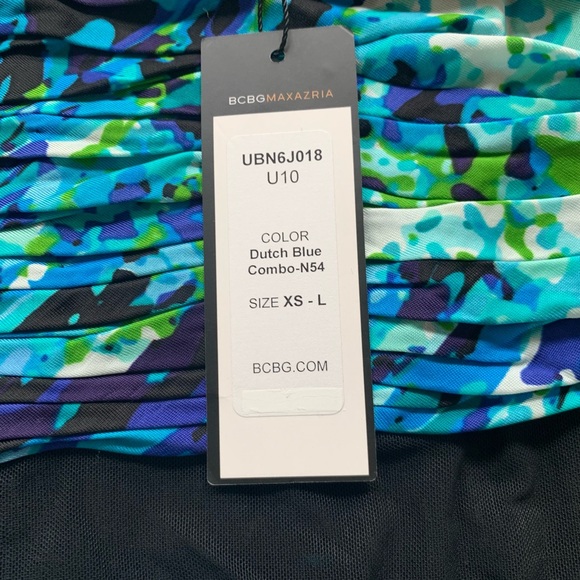 BCBGMAXAZRIA
UBN6J018
U10
COLOR
Dutch Blue
Combo-N54
SIZE XS - L
BCBG.COM